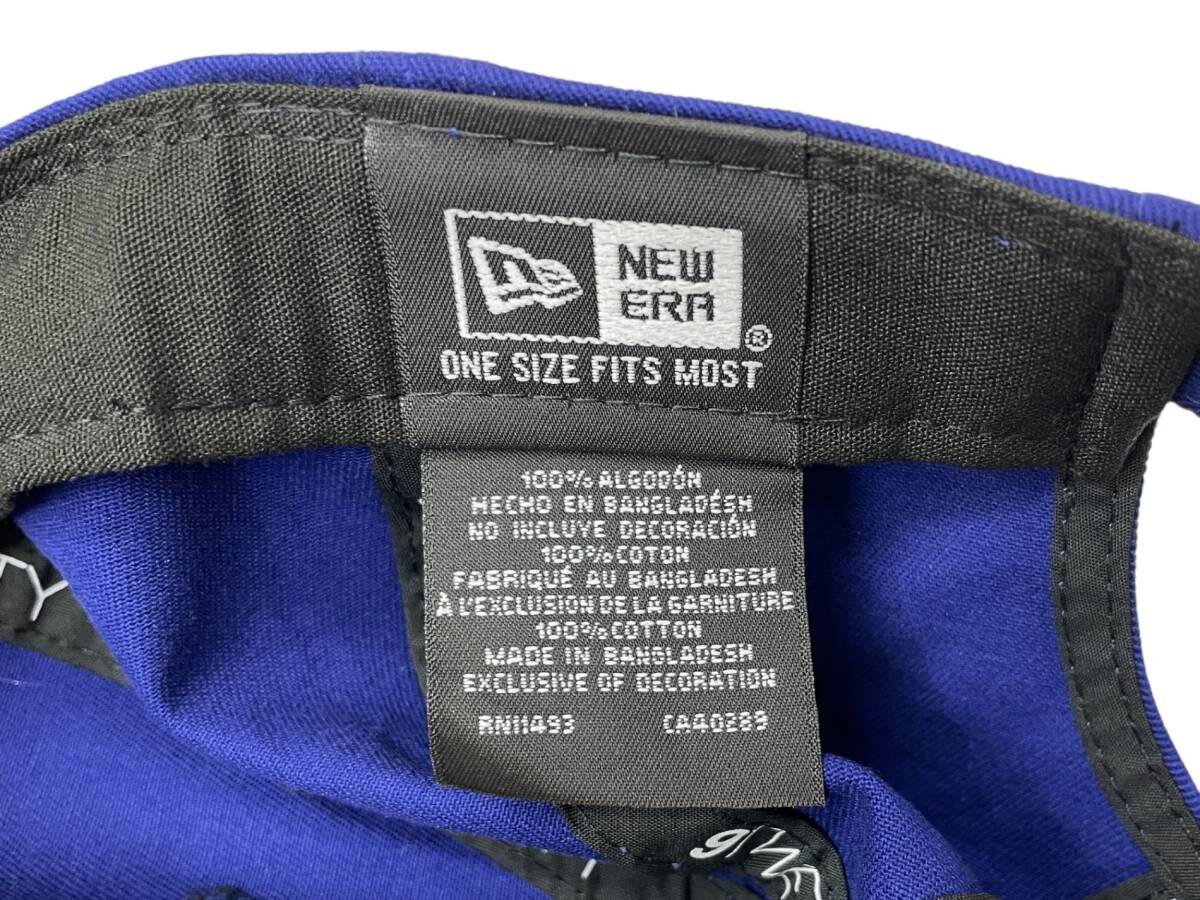 NEW
ERA
®
ONE SIZE FITS MOST
100% ALGODÓN
HECHO EN BANGLADÉSH
NO INCLUYE DECORACIÓN
100% COTON
FABRIQUÉ AU BANGLADESH
À L'EXCLUSION DE LA GARNITURE
100% COTTON
MADE IN BANGLADESH
EXCLUSIVE OF DECORATION
RN11493 CA40289
TY